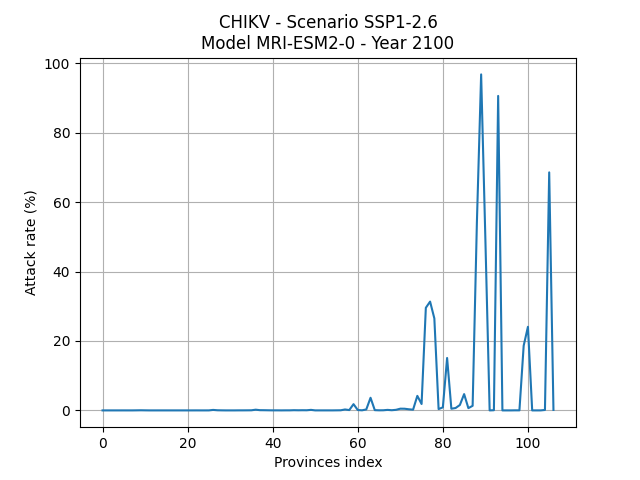 CHIKV - Scenario SSP1-2.6
Model MRI-ESM2-0 - Year 2100
100
80
60
40
20
0
Attack rate (%)
0 20 40 60 80 100
Provinces index